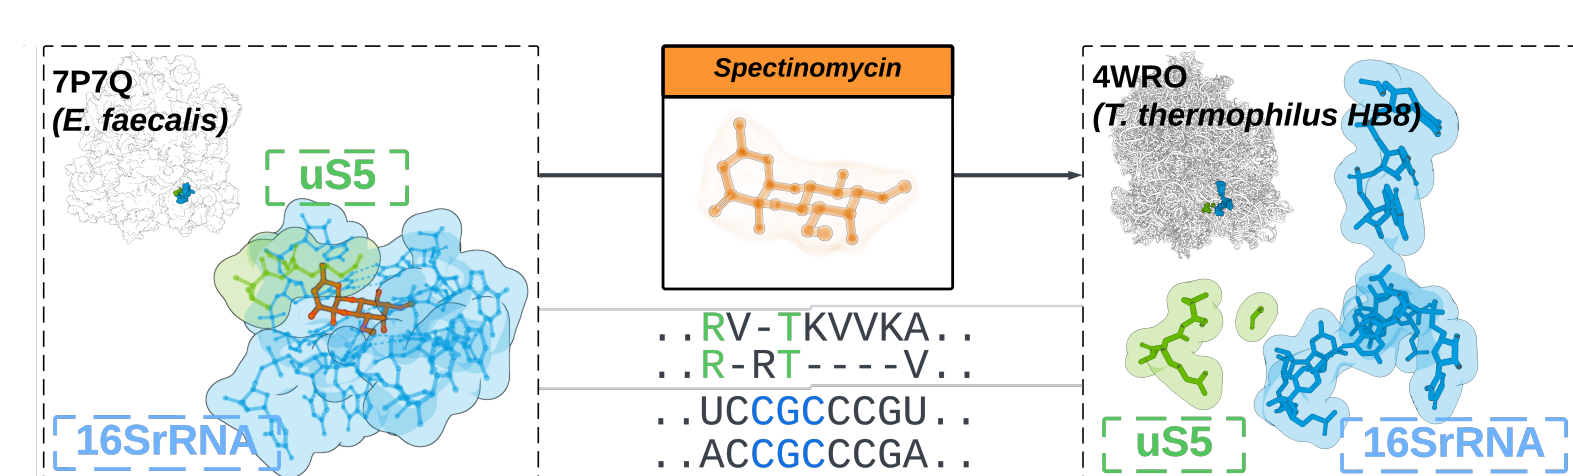 7P7Q
(E. faecalis)
uS5
16SrRNA
Spectinomycin
..RV-TKVVKA..
..R-RT----V..
..UCCGCCCGU..
..ACCGCCCGA..
4WRO
(T. thermophilus HB8)
uS5
16SrRNA